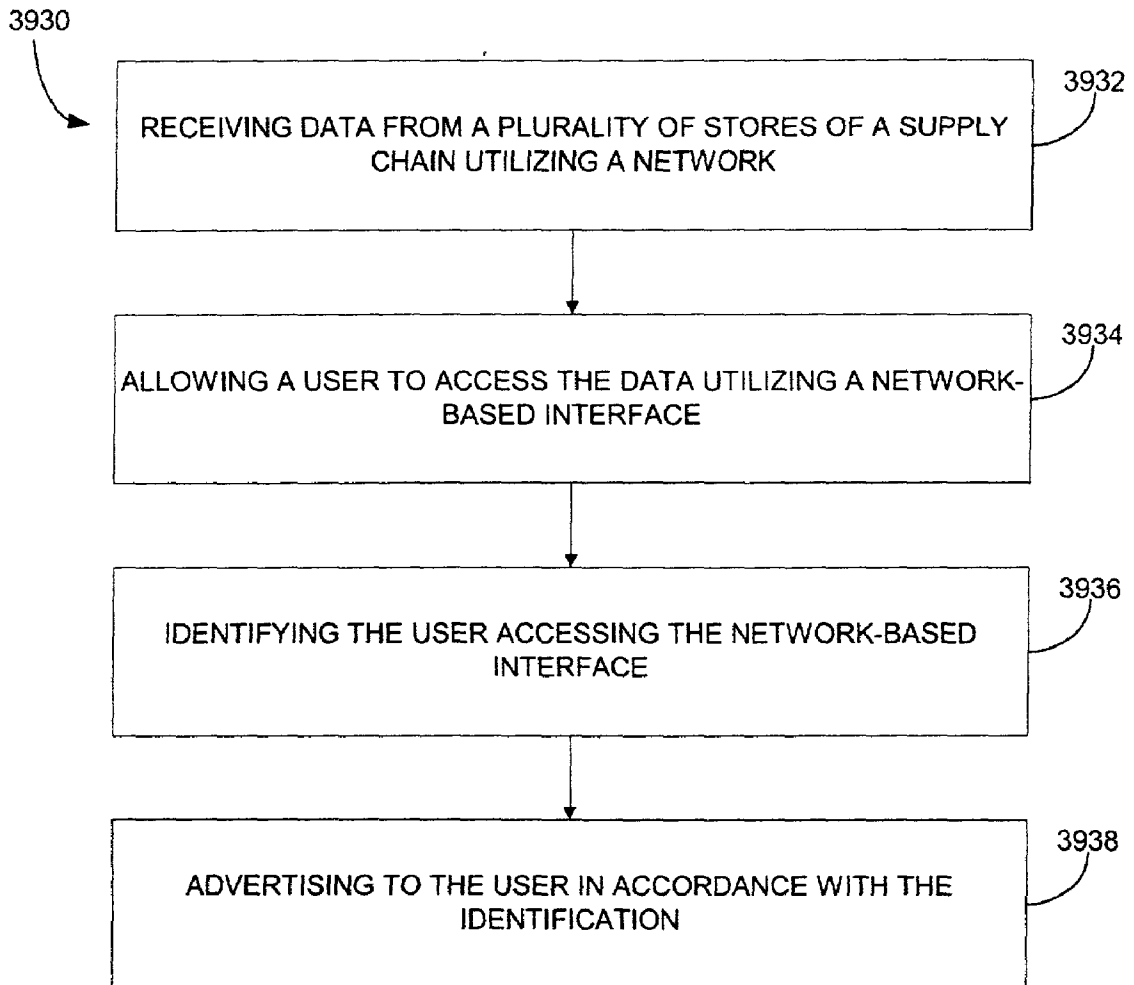 3930
3932
RECEIVING DATA FROM A PLURALITY OF STORES OF A SUPPLY
CHAIN UTILIZING A NETWORK
3934
ALLOWING A USER TO ACCESS THE DATA UTILIZING A NETWORK-
BASED INTERFACE
3936
IDENTIFYING THE USER ACCESSING THE NETWORK-BASED
INTERFACE
3938
ADVERTISING TO THE USER IN ACCORDANCE WITH THE
IDENTIFICATION